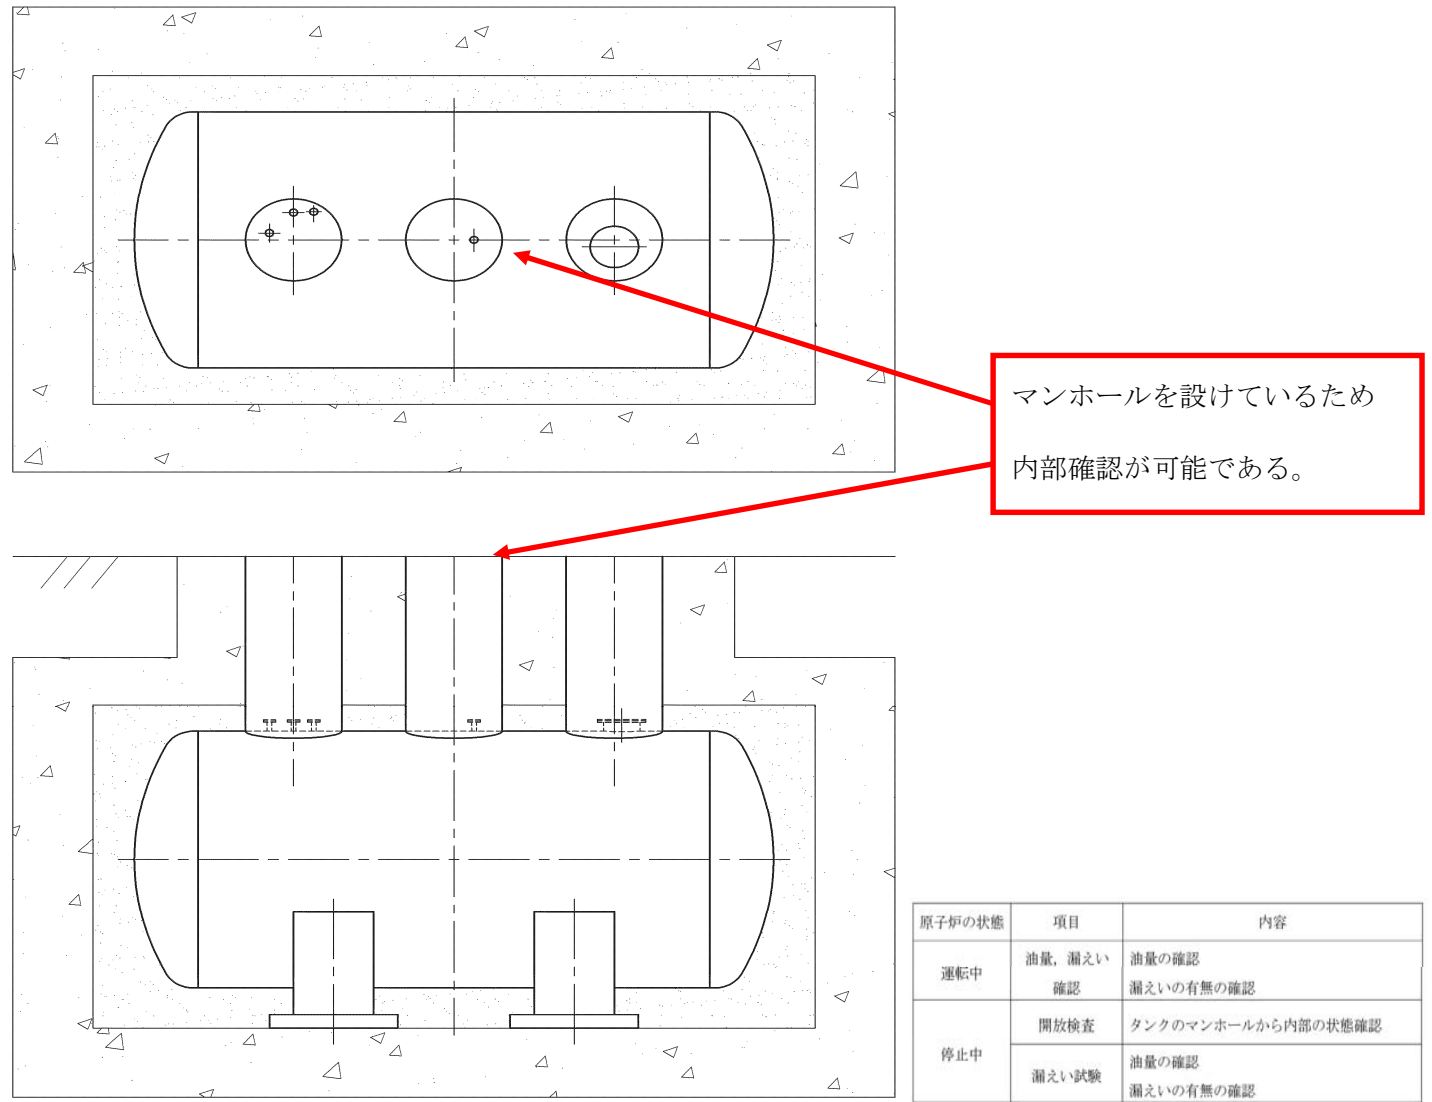 マンホールを設けているため
内部確認が可能である。
原子炉の状態 項目 内容
運転中
油量，漏えい
確認
油量の確認
漏えいの有無の確認
停止中
開放検査
タンクのマンホールから内部の状態確認
漏えい試験
油量の確認
漏えいの有無の確認